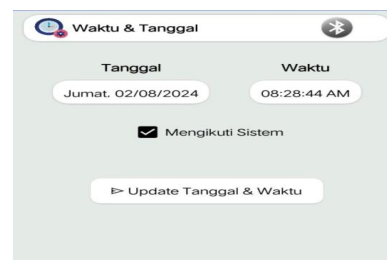 Waktu & Tanggal
Tanggal Waktu
Jumat, 02/08/2024 08:28:44 AM
Mengikuti Sistem
Update Tanggal & Waktu